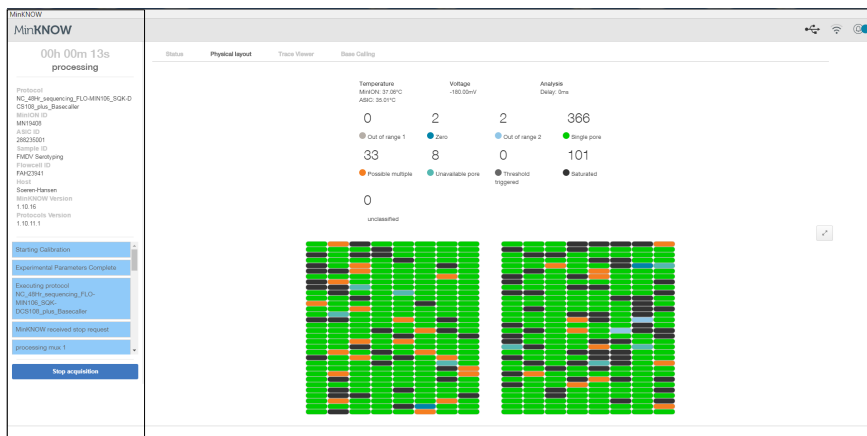 MinKNOW
MinKNOW
00h 00m 13s
processing
Protocol
NC_48Hr_sequencing_FLO-MIN106_SQK-D
CS108_plus_Basecaller
MinION ID
MN19408
ASIC ID
288235001
Sample ID
FMDV Serotyping
Flowcell ID
FAH23941
Host
Soeren-Hansen
MinKNOW Version
1.10.16
Protocols Version
1.10.11.1
Starting Calibration
Experimental Parameters Complete
Executing protocol
NC_48Hr_sequencing_FLO-
MIN106_SQK-
DCS108_plus_Basecaller
MinKNOW received stop request
processing mux 1
Stop acquisition
Status Physical layout Trace Viewer Base Calling
Temperature Voltage Analysis
MinION: 37.06°C -180.00mV Delay: 0ms
ASIC: 35.01°C
0 2 2 366
Out of range 1 Zero Out of range 2 Single pore
33 8 0 101
Possible multiple Unavailable pore Threshold triggered Saturated
0
unclassified